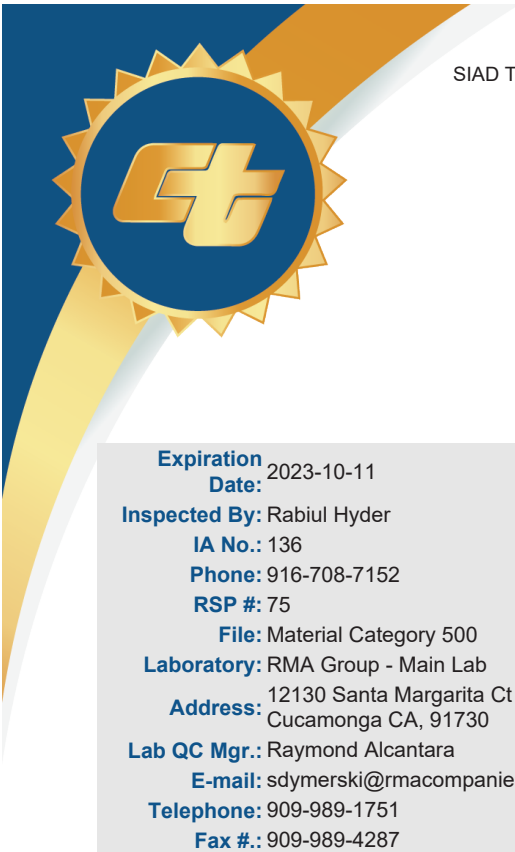 SIAD T
Ct
Expiration Date: 2023-10-11
Inspected By: Rabiul Hyder
IA No.: 136
Phone: 916-708-7152
RSP #: 75
File: Material Category 500
Laboratory: RMA Group - Main Lab
Address: 12130 Santa Margarita Ct
Cucamonga CA, 91730
Lab QC Mgr.: Raymond Alcantara
E-mail: sdymerski@rmacompanie
Telephone: 909-989-1751
Fax #.: 909-989-4287